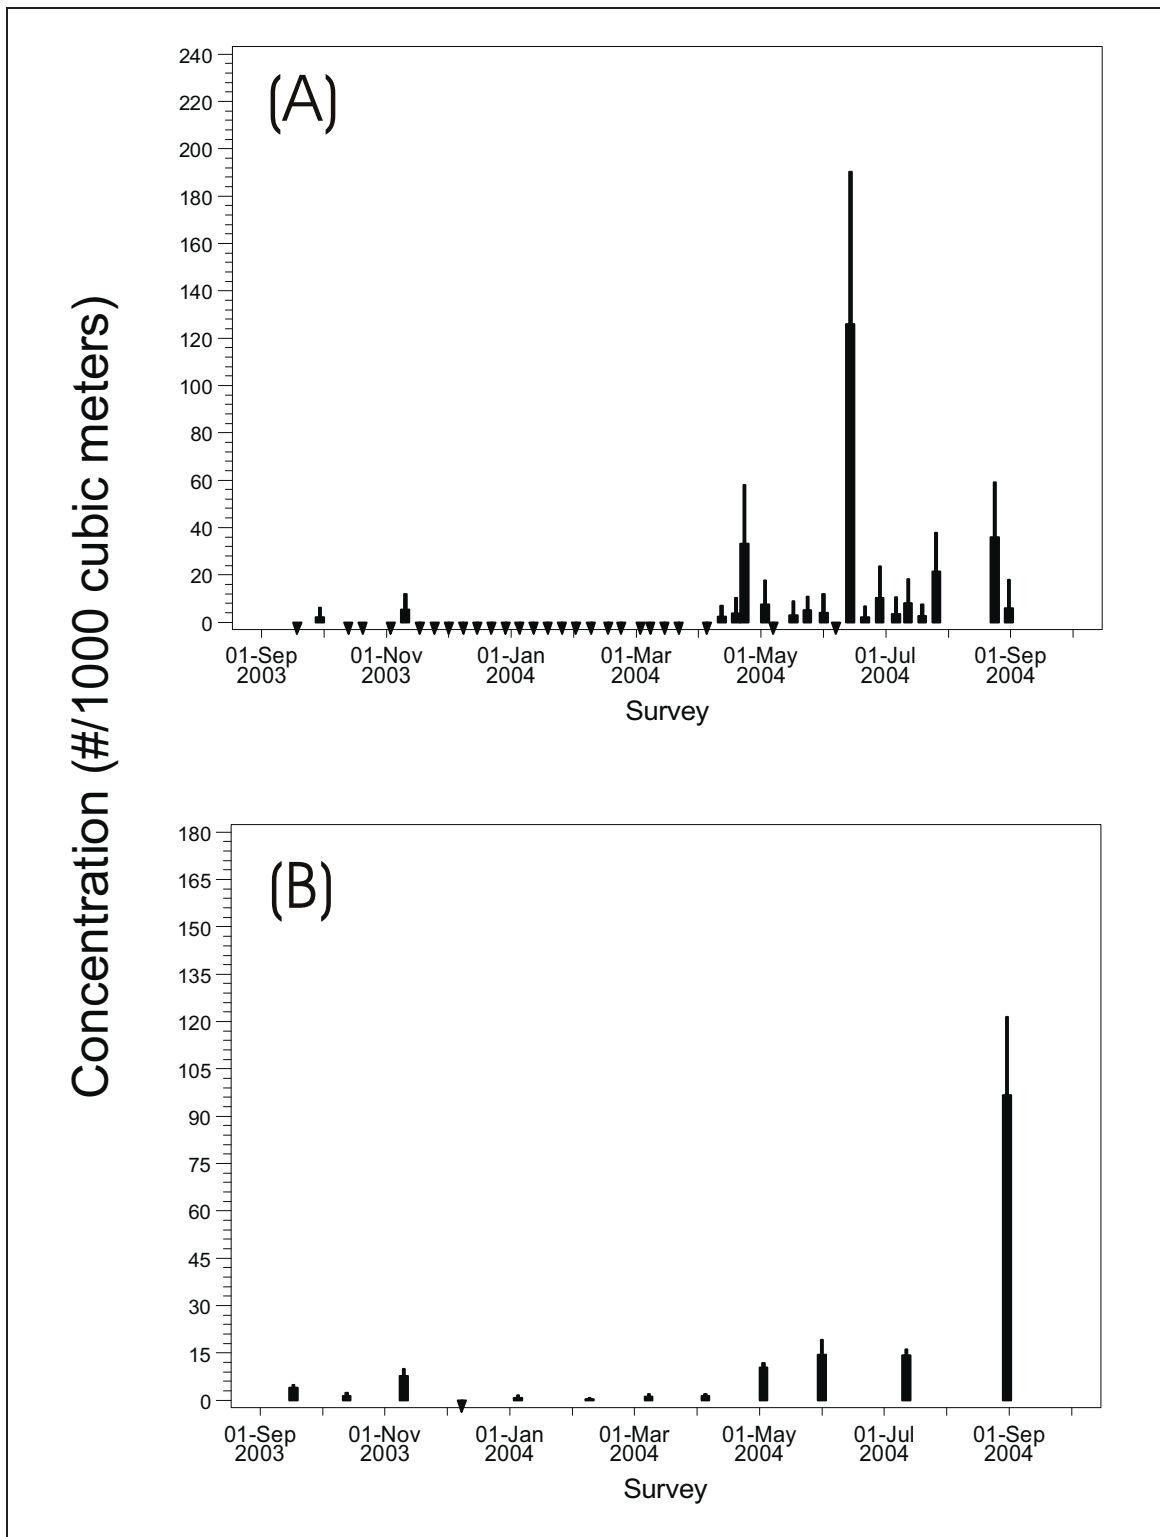 Concentration (#/1000 cubic meters)
(A)
240
220
200
180
160
140
120
100
80
60
40
20
0
01-Sep 01-Nov 01-Jan 01-Mar 01-May 01-Jul 01-Sep
2003 2003 2004 2004 2004 2004 2004
Survey
(B)
180
165
150
135
120
105
90
75
60
45
30
15
0
01-Sep 01-Nov 01-Jan 01-Mar 01-May 01-Jul 01-Sep
2003 2003 2004 2004 2004 2004 2004
Survey